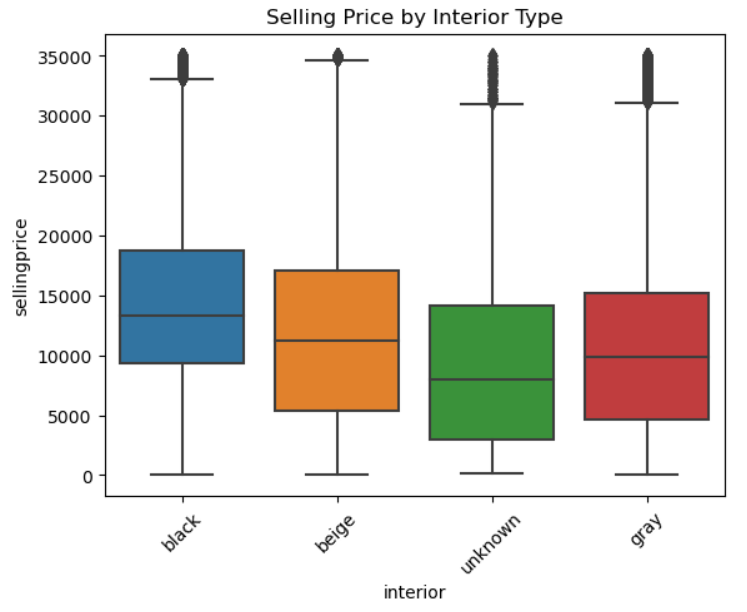 Selling Price by Interior Type
35000
30000
25000
20000
15000
10000
5000
0
sellingprice
black
beige
unknown
gray
interior